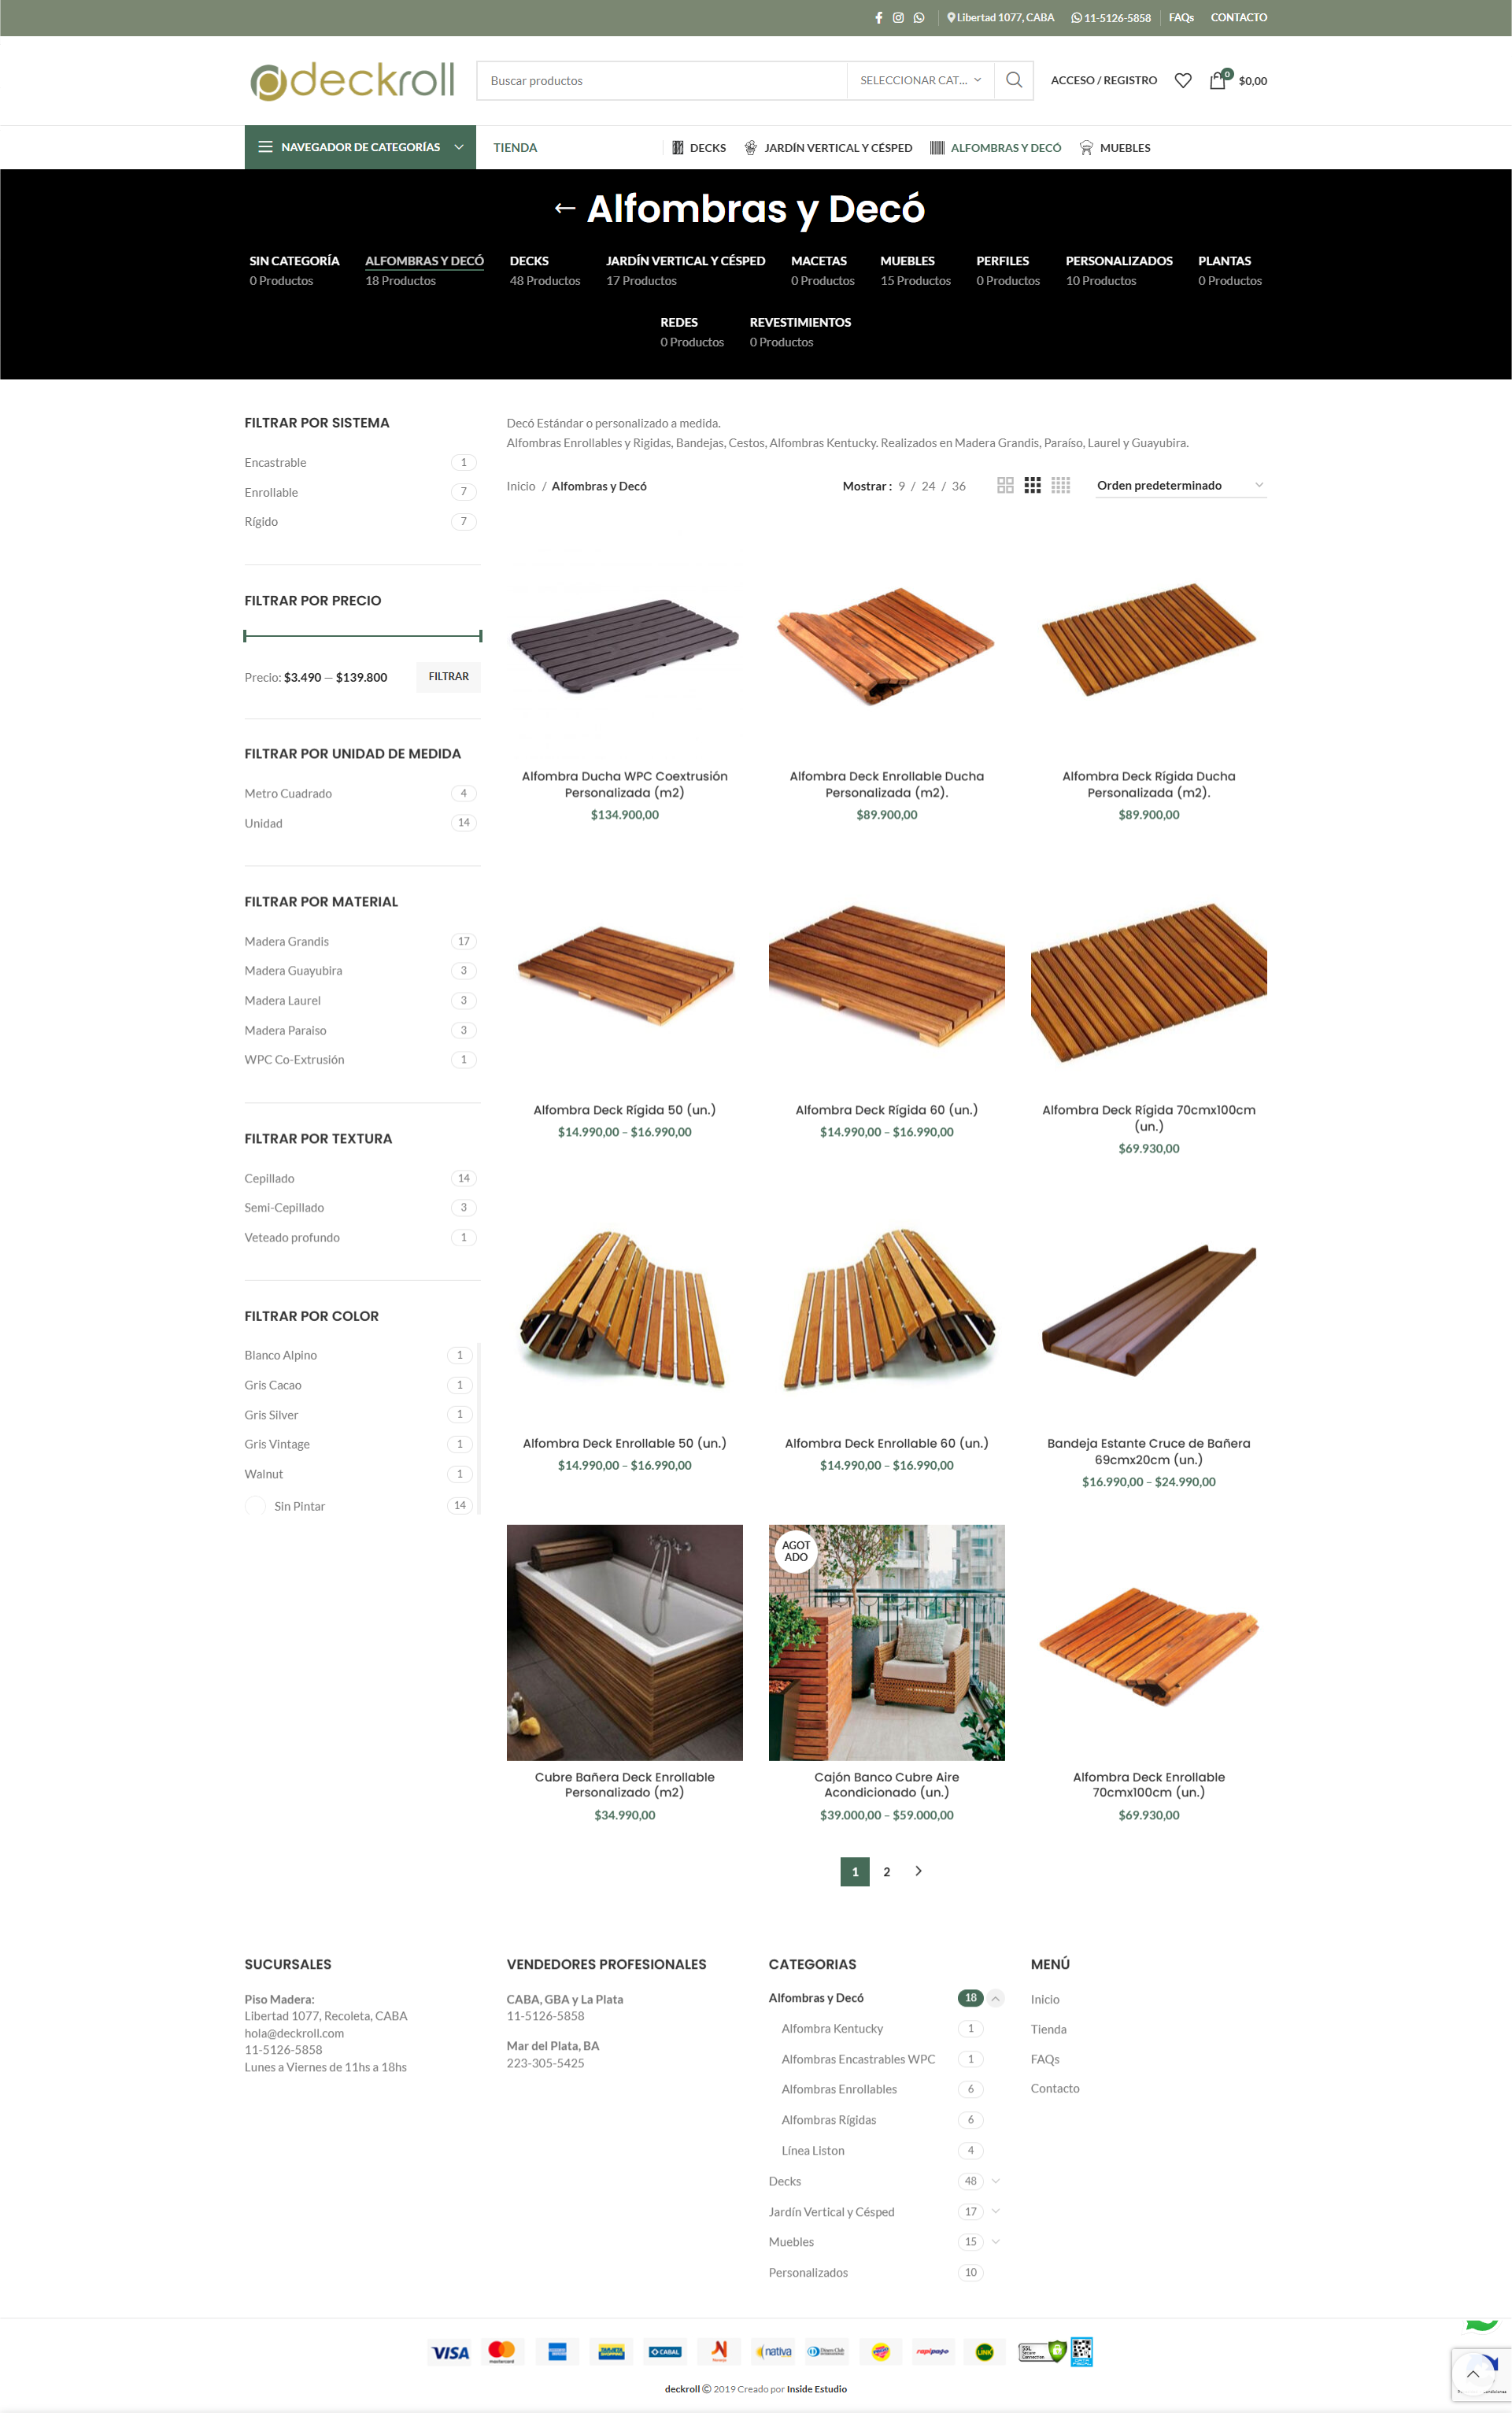 Libertad 1077, CABA 11-5126-5858 FAQs CONTACTO
deckroll
Buscar productos SELECCIONAR CAT... ACCESO / REGISTRO 0 $0,00
NAVEGADOR DE CATEGORÍAS TIENDA DECKS JARDÍN VERTICAL Y CÉSPED ALFOMBRAS Y DECÓ MUEBLES
Alfombras y Decó
SIN CATEGORÍA ALFOMBRAS Y DECÓ DECKS JARDÍN VERTICAL Y CÉSPED MACETAS MUEBLES PERFILES PERSONALIZADOS PLANTAS
0 Productos 18 Productos 48 Productos 17 Productos 0 Productos 15 Productos 0 Productos 10 Productos 0 Productos
REDES REVESTIMIENTOS
0 Productos 0 Productos
FILTRAR POR SISTEMA
Encastrable 1
Enrollable 7
Rígido 7
FILTRAR POR PRECIO
Precio: $3.490 — $139.800 FILTRAR
FILTRAR POR UNIDAD DE MEDIDA
Metro Cuadrado 4
Unidad 14
FILTRAR POR MATERIAL
Madera Grandis 17
Madera Guayubira 3
Madera Laurel 3
Madera Paraiso 3
WPC Co-Extrusión 1
FILTRAR POR TEXTURA
Cepillado 14
Semi-Cepillado 3
Veteado profundo 1
FILTRAR POR COLOR
Blanco Alpino 1
Gris Cacao 1
Gris Silver 1
Gris Vintage 1
Walnut 1
Sin Pintar 14
Decó Estándar o personalizado a medida.
Alfombras Enrollables y Rigidas, Bandejas, Cestos, Alfombras Kentucky. Realizados en Madera Grandis, Paraíso, Laurel y Guayubira.
Inicio / Alfombras y Decó Mostrar : 9 / 24 / 36 Orden predeterminado
Alfombra Ducha WPC Coextrusión
Personalizada (m2)
$134.900,00
Alfombra Deck Enrollable Ducha
Personalizada (m2).
$89.900,00
Alfombra Deck Rígida Ducha
Personalizada (m2).
$89.900,00
Alfombra Deck Rígida 50 (un.)
$14.990,00 – $16.990,00
Alfombra Deck Rígida 60 (un.)
$14.990,00 – $16.990,00
Alfombra Deck Rígida 70cmx100cm
(un.)
$69.930,00
Alfombra Deck Enrollable 50 (un.)
$14.990,00 – $16.990,00
Alfombra Deck Enrollable 60 (un.)
$14.990,00 – $16.990,00
Bandeja Estante Cruce de Bañera
69cmx20cm (un.)
$16.990,00 – $24.990,00
Cubre Bañera Deck Enrollable
Personalizado (m2)
$34.990,00
AGOT
ADO
Cajón Banco Cubre Aire
Acondicionado (un.)
$39.000,00 – $59.000,00
Alfombra Deck Enrollable
70cmx100cm (un.)
$69.930,00
1 2
SUCURSALES
Piso Madera:
Libertad 1077, Recoleta, CABA
hola@deckroll.com
11-5126-5858
Lunes a Viernes de 11hs a 18hs
VENDEDORES PROFESIONALES
CABA, GBA y La Plata
11-5126-5858
Mar del Plata, BA
223-305-5425
CATEGORIAS
Alfombras y Decó 18
Alfombra Kentucky 1
Alfombras Encastrables WPC 1
Alfombras Enrollables 6
Alfombras Rígidas 6
Línea Liston 4
Decks 48
Jardín Vertical y Césped 17
Muebles 15
Personalizados 10
MENÚ
Inicio
Tienda
FAQs
Contacto
VISA mastercard TARJETA SHOPPING CABAL nativa Diners Club rapipago LINK SSL Secure Connection DATA FISCAL
deckroll © 2019 Creado por Inside Estudio